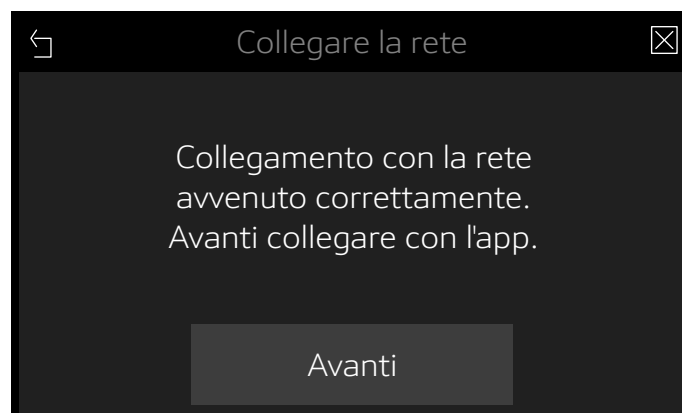 Collegare la rete
Collegamento con la rete
avvenuto correttamente.
Avanti collegare con l'app.
Avanti